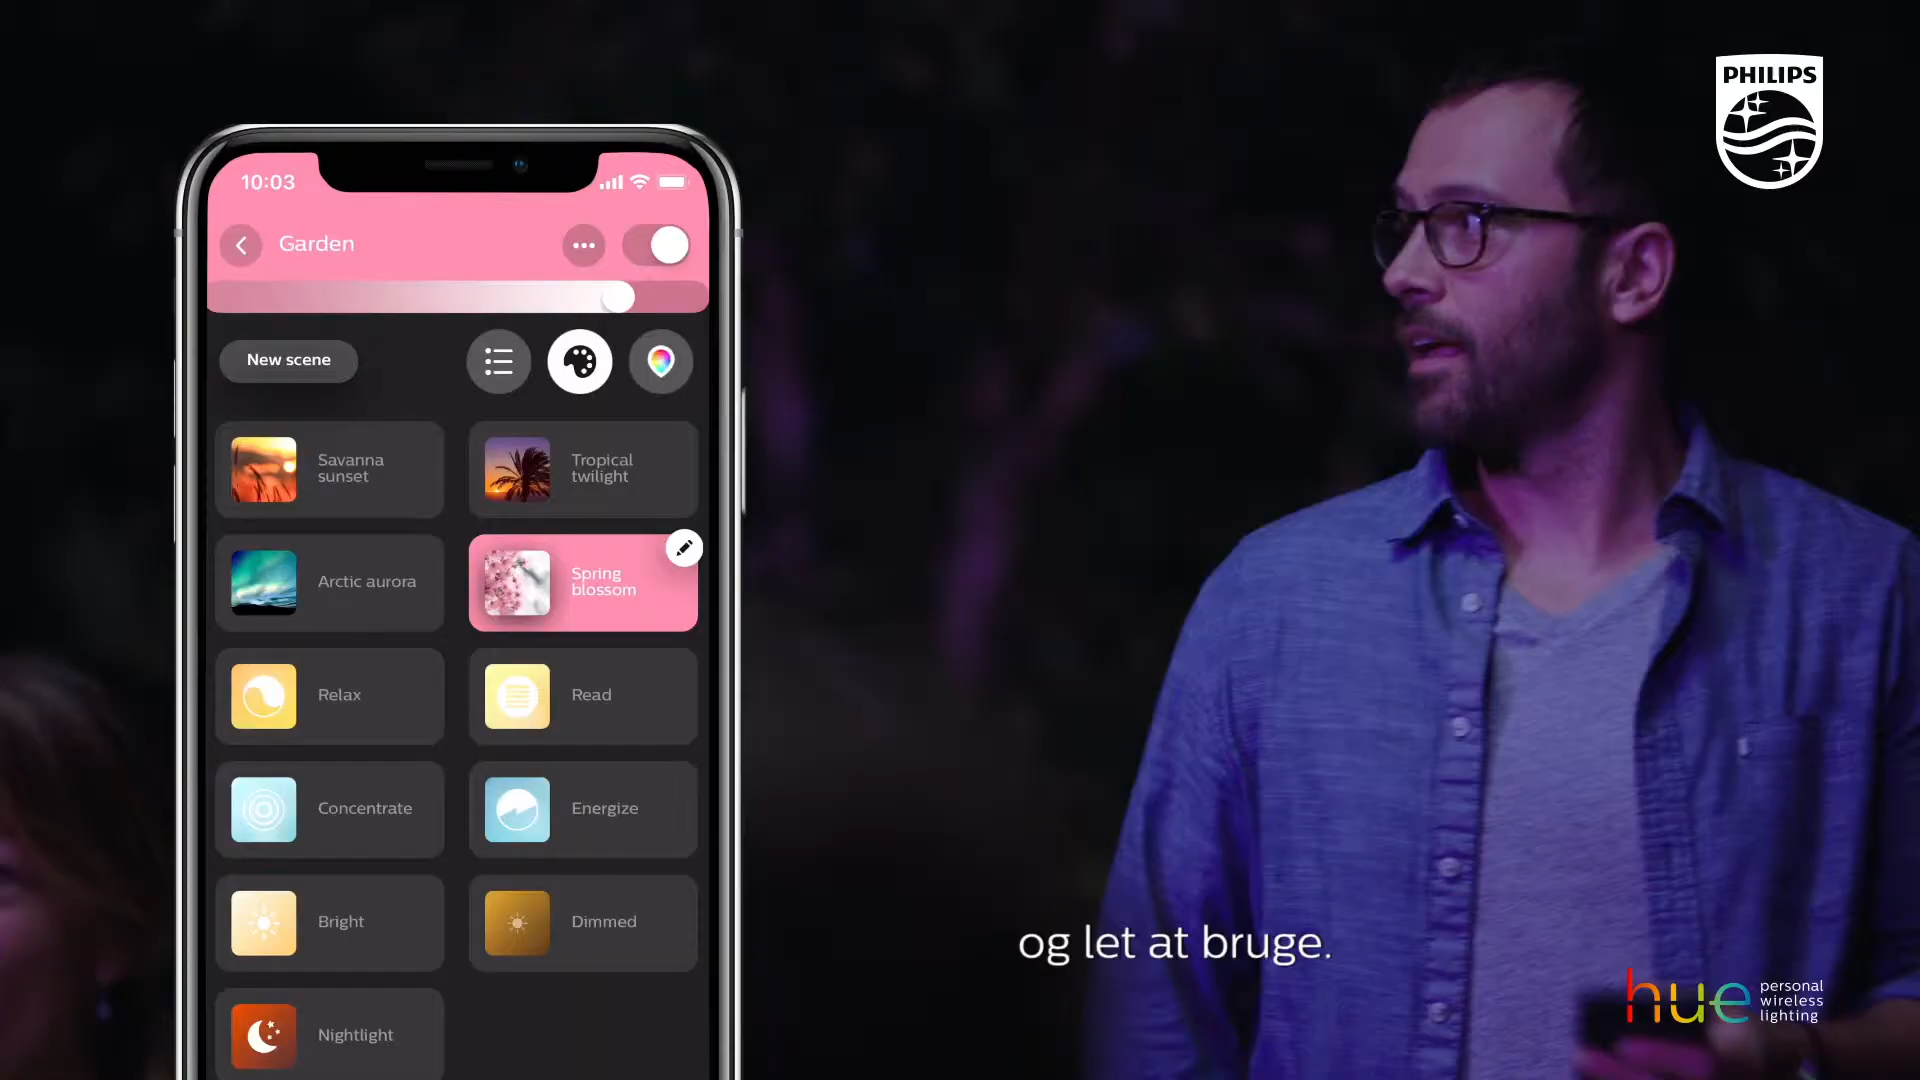 10:03
Garden
New scene
Savanna
sunset
Tropical
twilight
Arctic aurora
Spring
blossom
Relax
Read
Concentrate
Energize
Bright
Dimmed
Nightlight
PHILIPS
og let at bruge.
hue personal
wireless
lighting